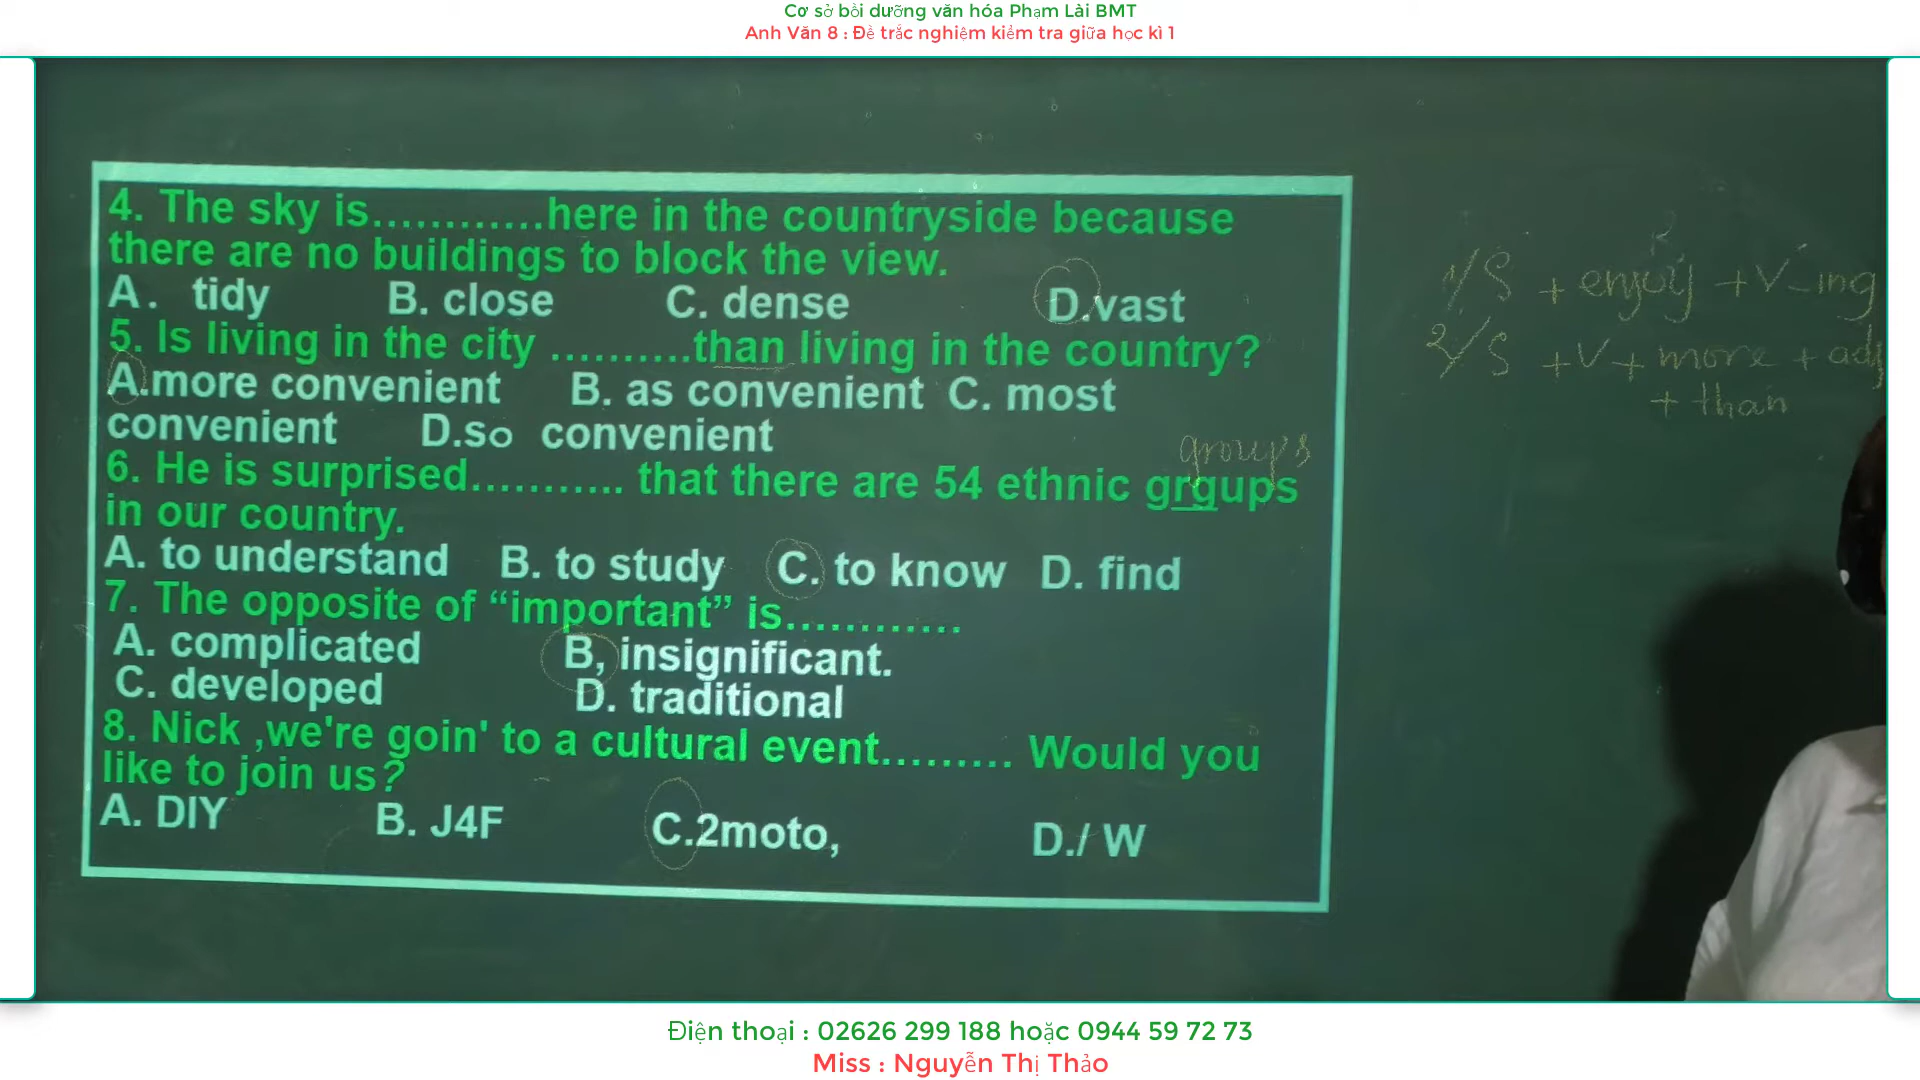 Cơ sở bồi dưỡng văn hóa Phạm Lài BMT
Anh Văn 8 : Đề trắc nghiệm kiểm tra giữa học kì 1
4. The sky is............here in the countryside because
there are no buildings to block the view.
A. tidy B. close C. dense D.vast
5. Is living in the city ..........than living in the country?
A.more convenient B. as convenient C. most
convenient D.so convenient
groups
6. He is surprised........... that there are 54 ethnic grgups
in our country.
A. to understand B. to study C. to know D. find
7. The opposite of “important” is............
A. complicated B, insignificant.
C. developed D. traditional
8. Nick ,we're goin' to a cultural event......... Would you
like to join us?
A. DIY B. J4F C.2moto, D./ W
1/ S + enjoy + V-ing
2/ S + V + more + adj
+ than
Điện thoại : 02626 299 188 hoặc 0944 59 72 73
Miss : Nguyễn Thị Thảo